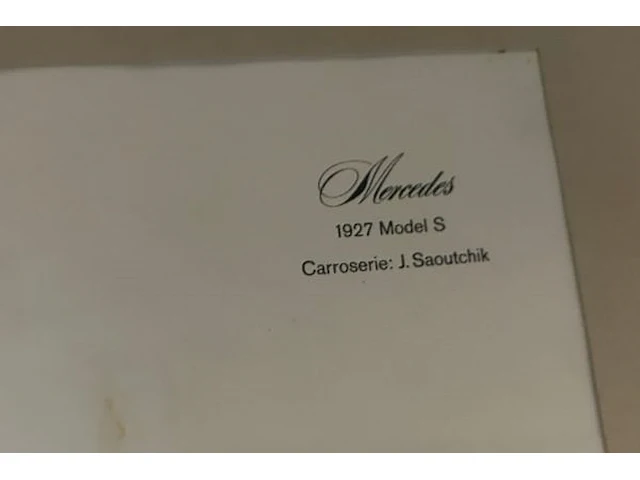 Mercedes
1927 Model S
Carroserie: J. Saoutchik